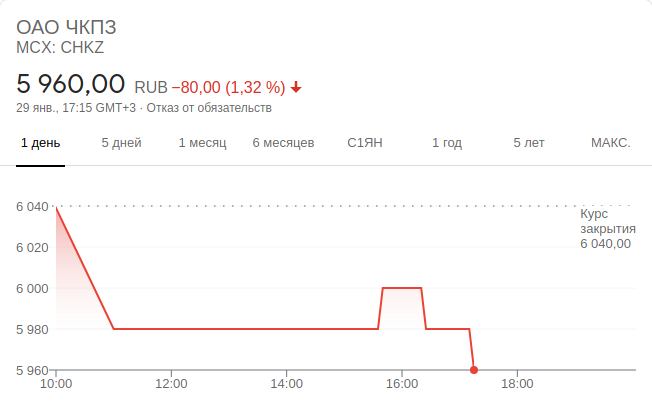 ОАО ЧКПЗ
MCX: CHKZ
5 960,00 RUB −80,00 (1,32 %) ↓
29 янв., 17:15 GMT+3 · Отказ от обязательств
1 день 5 дней 1 месяц 6 месяцев С1ЯН 1 год 5 лет МАКС.
6 040
Курс
закрытия
6 040,00
6 020
6 000
5 980
5 960
10:00 12:00 14:00 16:00 18:00